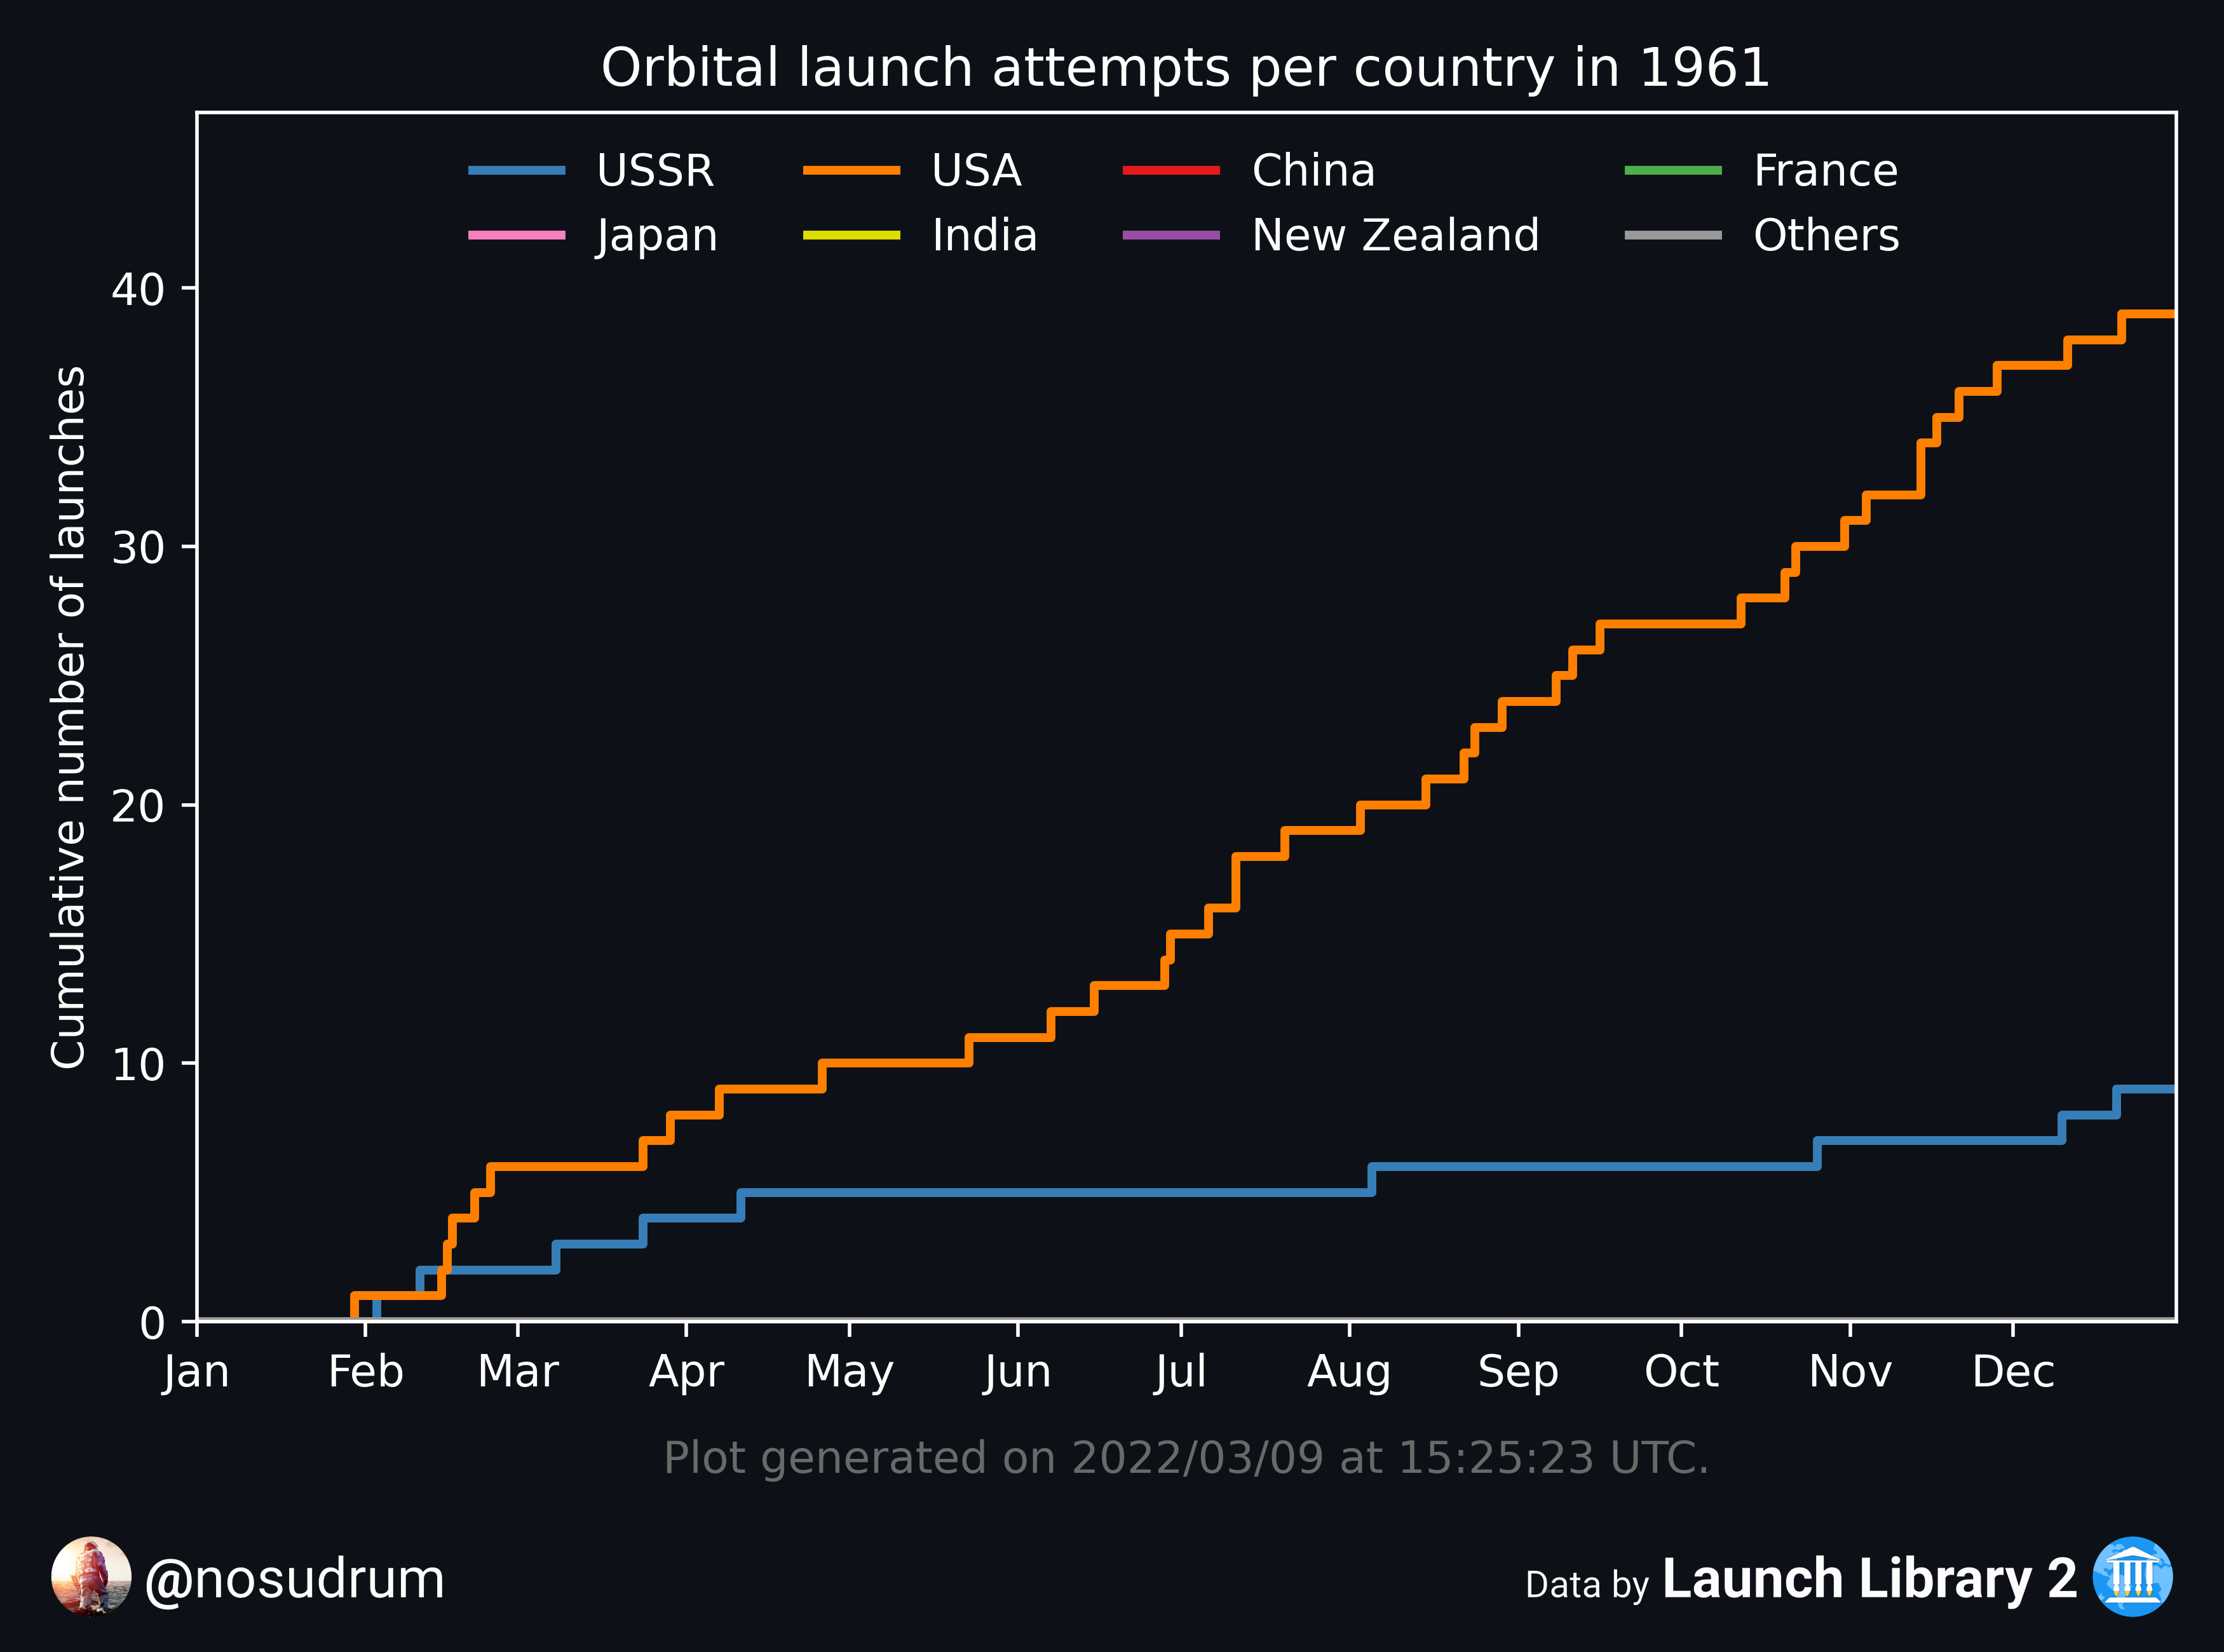 Orbital launch attempts per country in 1961
USSR USA China France
Japan India New Zealand Others
Cumulative number of launches
40
30
20
10
0
Jan Feb Mar Apr May Jun Jul Aug Sep Oct Nov Dec
Plot generated on 2022/03/09 at 15:25:23 UTC.
@nosudrum
Data by Launch Library 2